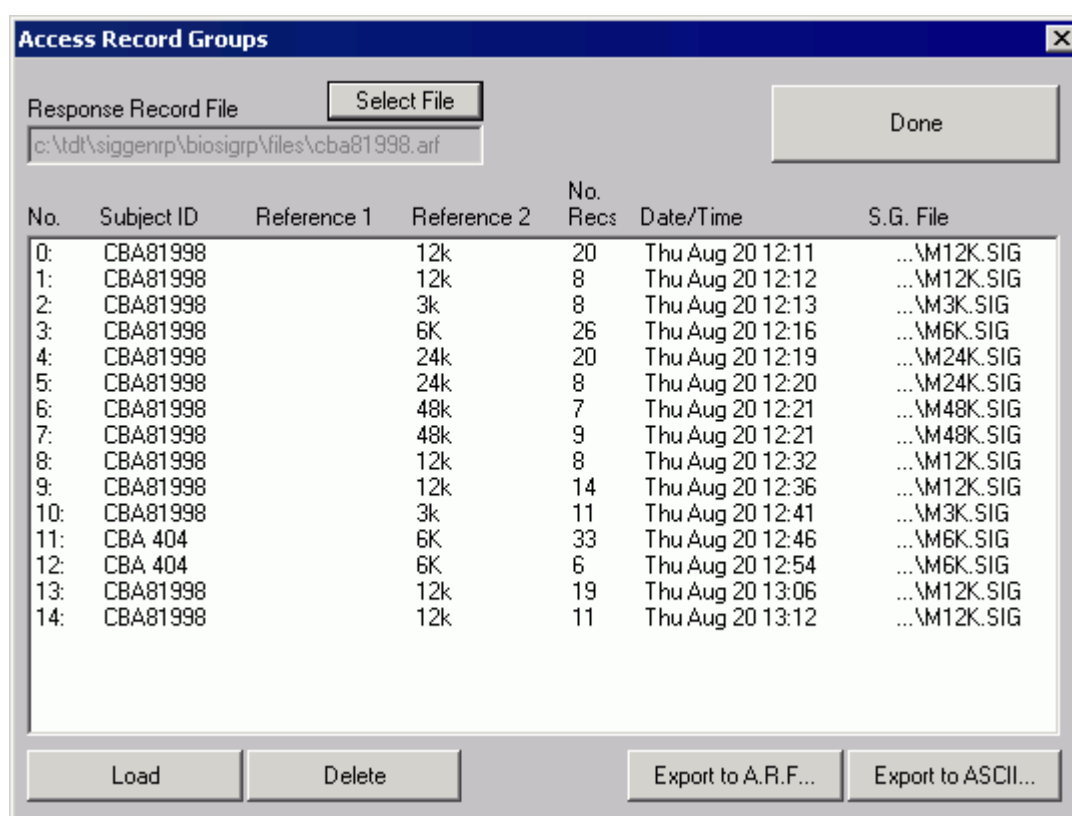 Access Record Groups
Response Record File
Select File
Done
c:\tdt\siggenrp\biosigrp\files\cba81998.arf
No. Subject ID Reference 1 Reference 2 No. Recs Date/Time S.G. File
0: CBA81998 12k 20 Thu Aug 20 12:11 ...\M12K.SIG
1: CBA81998 12k 8 Thu Aug 20 12:12 ...\M12K.SIG
2: CBA81998 3k 8 Thu Aug 20 12:13 ...\M3K.SIG
3: CBA81998 6K 26 Thu Aug 20 12:16 ...\M6K.SIG
4: CBA81998 24k 20 Thu Aug 20 12:19 ...\M24K.SIG
5: CBA81998 24k 8 Thu Aug 20 12:20 ...\M24K.SIG
6: CBA81998 48k 7 Thu Aug 20 12:21 ...\M48K.SIG
7: CBA81998 48k 9 Thu Aug 20 12:21 ...\M48K.SIG
8: CBA81998 12k 8 Thu Aug 20 12:32 ...\M12K.SIG
9: CBA81998 12k 14 Thu Aug 20 12:36 ...\M12K.SIG
10: CBA81998 3k 11 Thu Aug 20 12:41 ...\M3K.SIG
11: CBA 404 6K 33 Thu Aug 20 12:46 ...\M6K.SIG
12: CBA 404 6K 6 Thu Aug 20 12:54 ...\M6K.SIG
13: CBA81998 12k 19 Thu Aug 20 13:06 ...\M12K.SIG
14: CBA81998 12k 11 Thu Aug 20 13:12 ...\M12K.SIG
Load Delete Export to A.R.F... Export to ASCII...